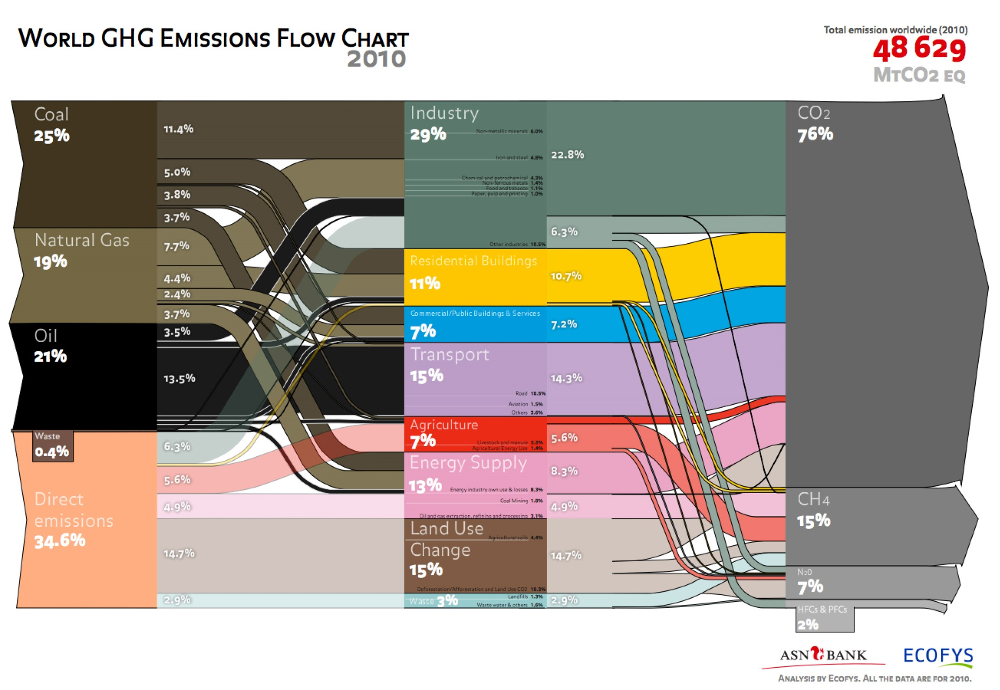 WORLD GHG EMISSIONS FLOW CHART
2010
Total emission worldwide (2010)
48 629
MTCO2 EQ
Coal
25%
Natural Gas
19%
Oil
21%
Waste
0.4%
Direct
emissions
34.6%
11.4%
5.0%
3.8%
3.7%
7.7%
4.4%
2.4%
3.7%
3.5%
13.5%
6.3%
5.6%
4.9%
14.7%
2.9%
Industry
29%
Non-metallic minerals 6.0%
Iron and steel 4.8%
Chemical and petrochemical 4.3%
Non-ferrous metals 1.4%
Food and tobacco 1.1%
Paper, pulp and printing 1.0%
Other industries 10.5%
Residential Buildings
11%
Commercial/Public Buildings & Services
7%
Transport
15%
Road 10.5%
Aviation 1.5%
Others 2.6%
Agriculture
7%
Livestock and manure 5.5%
Agricultural Energy Use 1.4%
Energy Supply
13%
Energy industry own use & losses 8.3%
Coal Mining 1.8%
Oil and gas extraction, refining and processing 3.1%
Land Use
Agricultural soils 4.4%
Change
15%
Deforestation/Afforestation and Land Use CO2 10.3%
Waste 3%
Landfills 1.3%
Waste water & others 1.6%
22.8%
6.3%
10.7%
7.2%
14.3%
5.6%
8.3%
4.9%
14.7%
2.9%
CO2
76%
CH4
15%
N20
7%
HFCs & PFCs
2%
ASN BANK
ECOFYS
ANALYSIS BY ECOFYS. ALL THE DATA ARE FOR 2010.